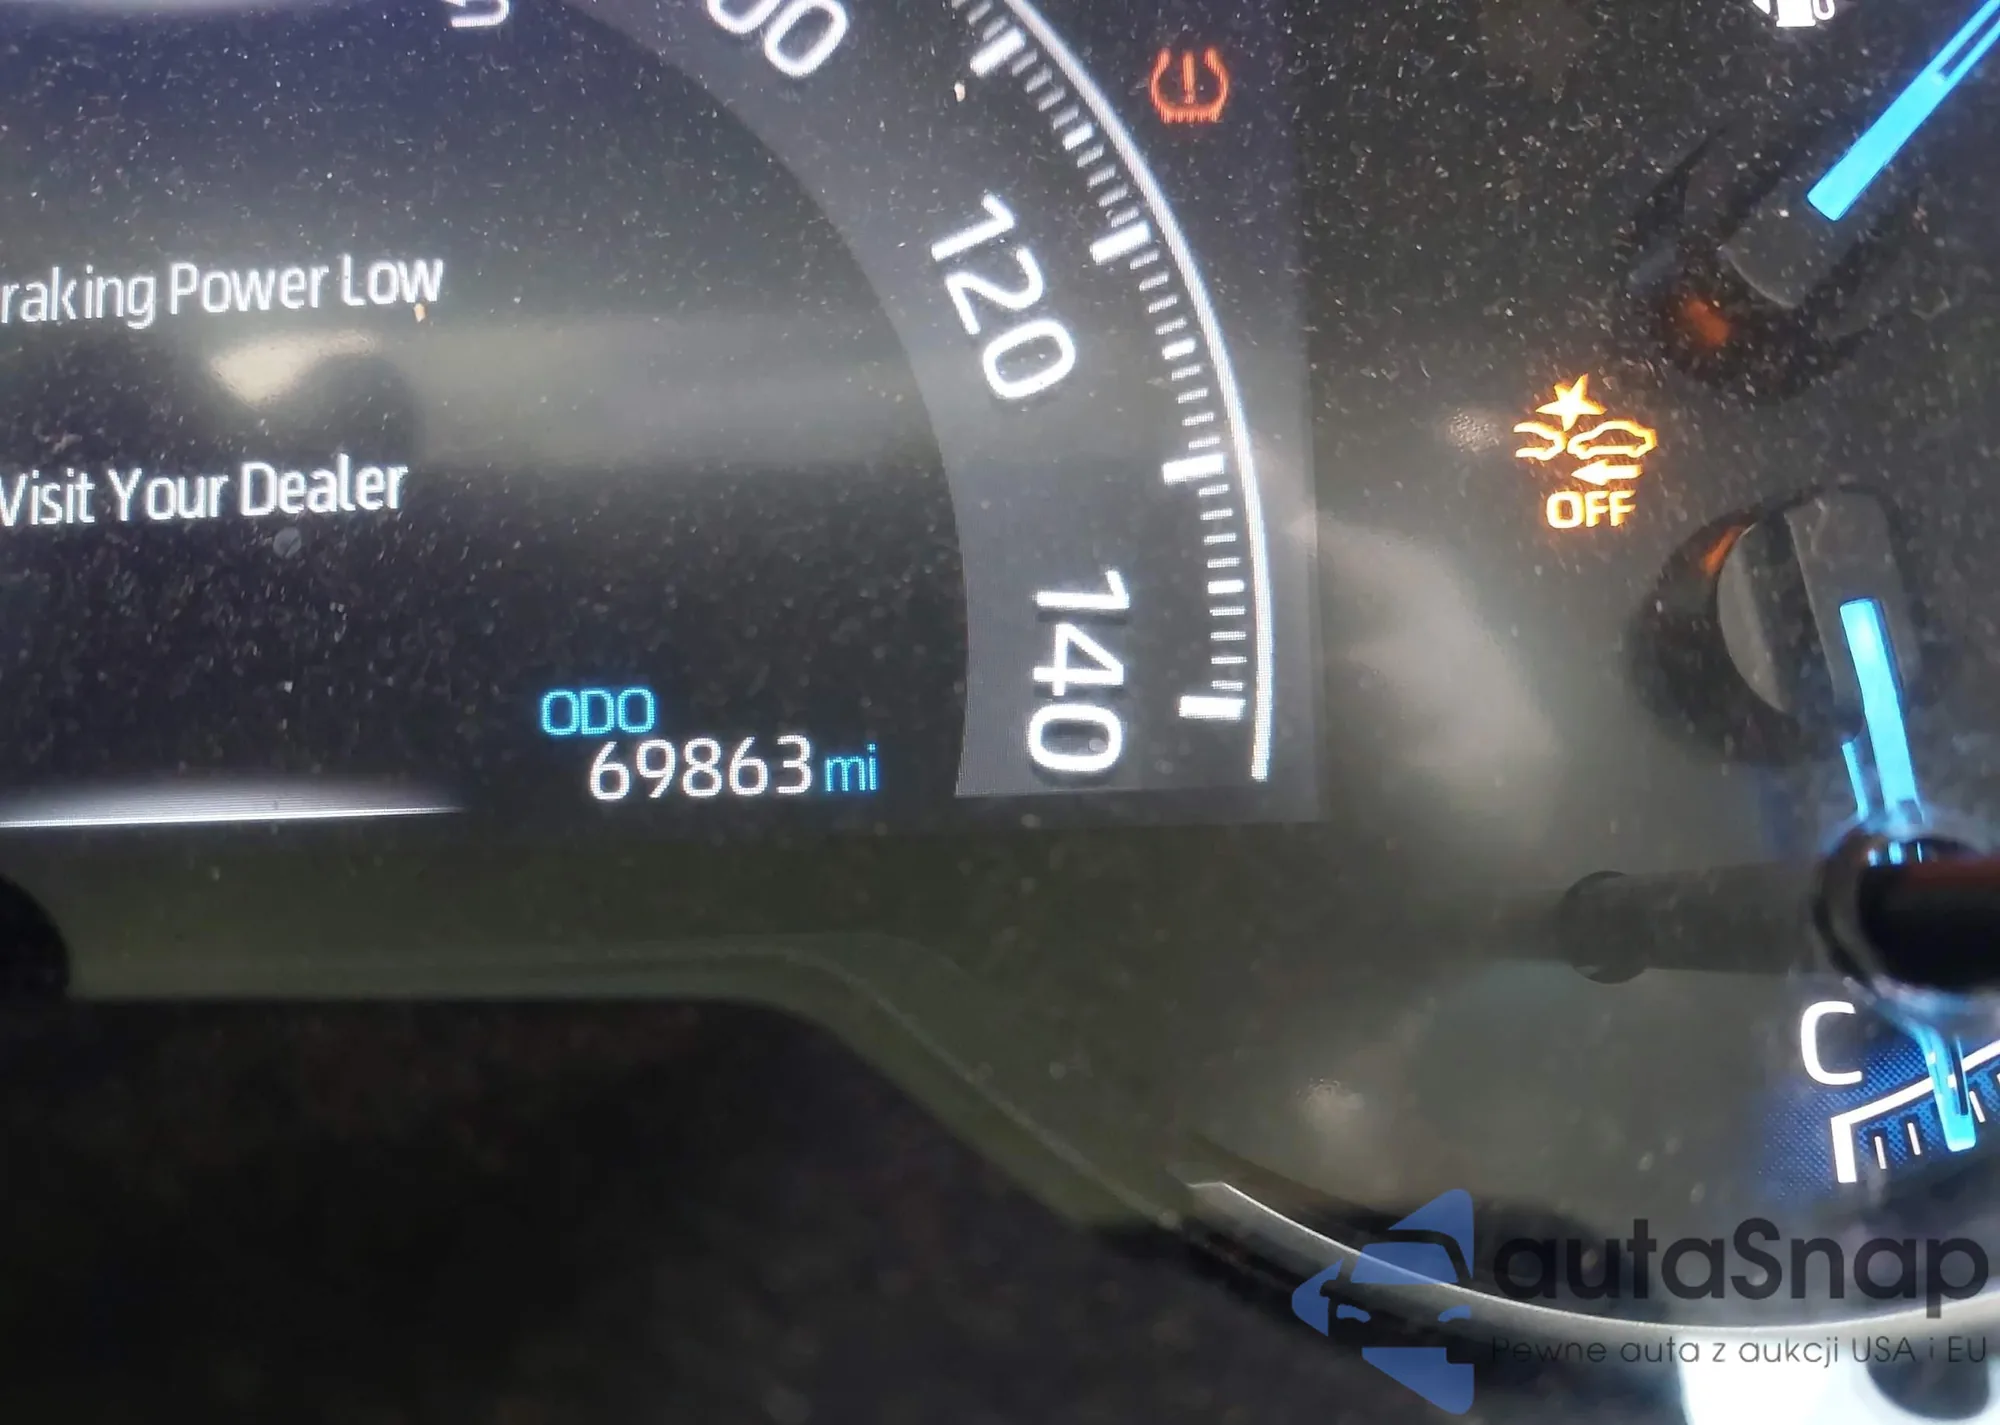 120
raking Power Low
Visit Your Dealer
OFF
140
ODO
69863 mi
C
autaSnap
Pewne auta z aukcji USA i EU